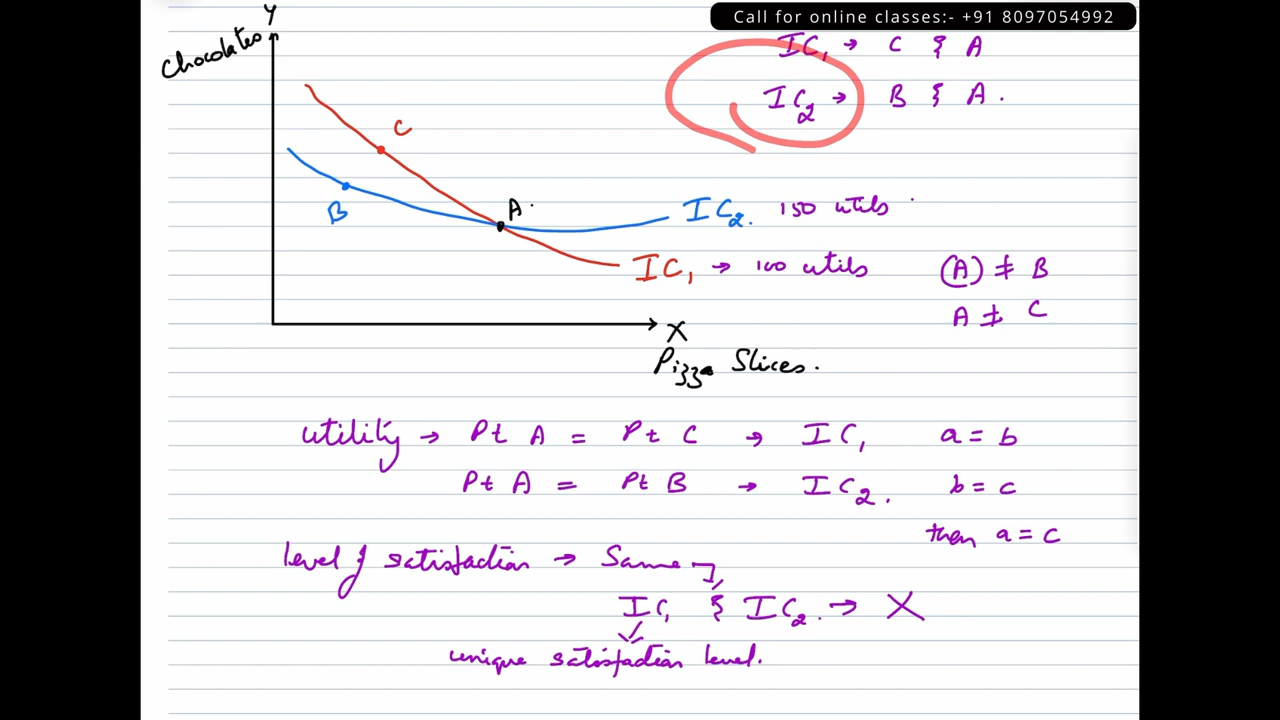 Call for online classes:- +91 8097054992
Y
Chocolates
IC₁ → C & A
IC₂ → B & A.
C
B
A
IC₂. 150 utils
IC₁ → 100 utils
(A) ≠ B
A ≠ C
X
Pizza Slices.
utility → Pt A = Pt C → IC₁ a = b
Pt A = Pt B → IC₂. b = c
then a = c
level of satisfaction → Same
IC₁ & IC₂. → X
unique satisfaction level.